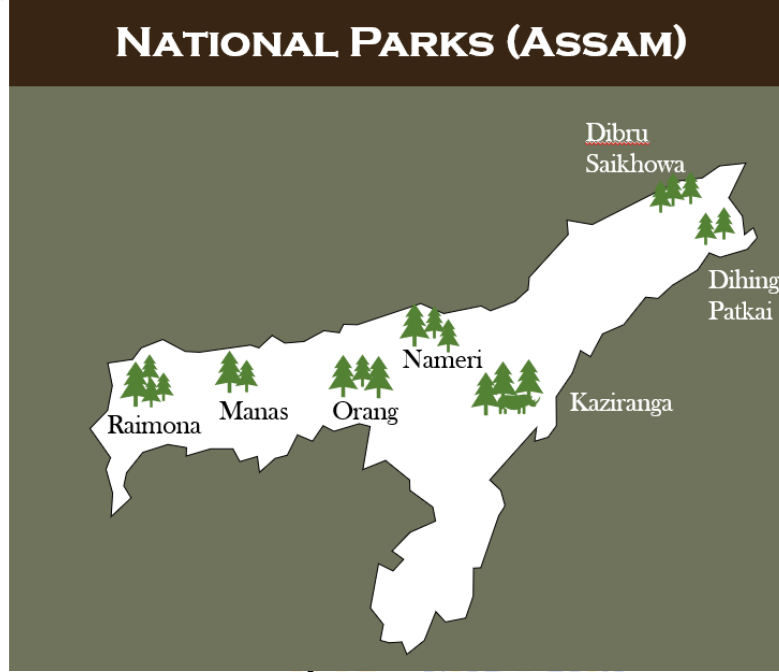 NATIONAL PARKS (ASSAM)
Dibru
Saikhowa
Dihing
Patkai
Nameri
Kaziranga
Raimona
Manas
Orang